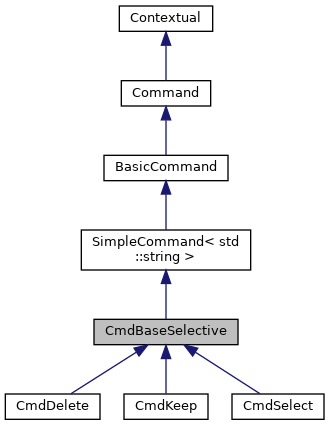 Contextual
Command
BasicCommand
SimpleCommand< std
::string >
CmdBaseSelective
CmdDelete
CmdKeep
CmdSelect